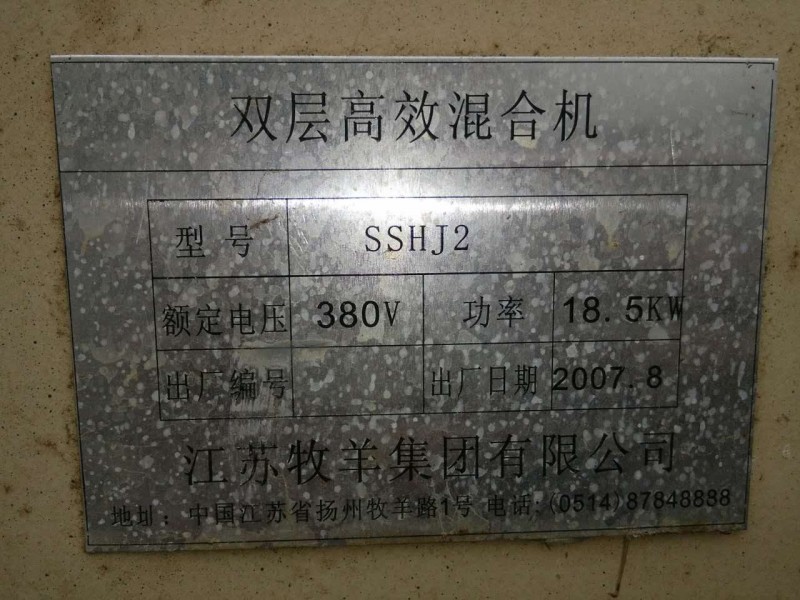 双层高效混合机
型号 SSHJ2
额定电压 380V 功率 18.5KW
出厂编号 出厂日期 2007.8
江苏牧羊集团有限公司
地址：中国江苏省扬州牧羊路1号 电话:(0514)87848888